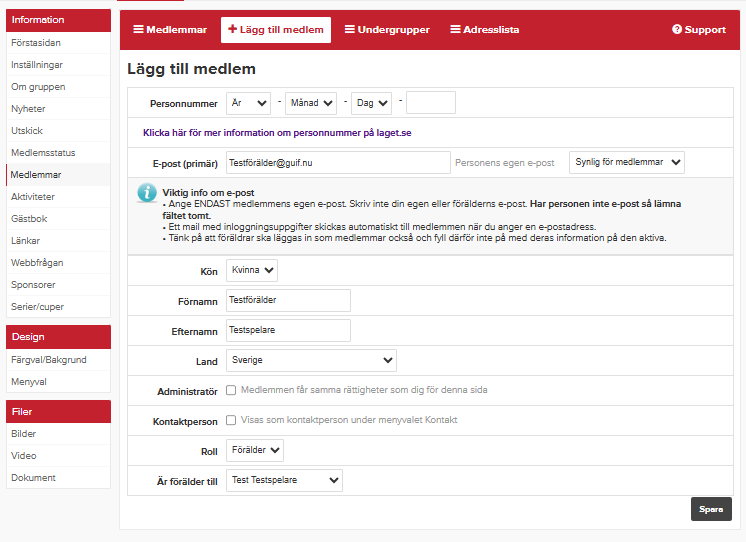 Information
Förstasidan
Inställningar
Om gruppen
Nyheter
Utskick
Medlemsstatus
Medlemmar
Aktiviteter
Gästbok
Länkar
Webbfrågan
Sponsorer
Serier/cuper
Design
Färgval/Bakgrund
Menyval
Filer
Bilder
Video
Dokument
Medlemmar Lägg till medlem Undergrupper Adresslista Support
Lägg till medlem
Personnummer År - Månad - Dag -
Klicka här för mer information om personnummer på laget.se
E-post (primär) Testförälder@guif.nu Personens egen e-post Synlig för medlemmar
Viktig info om e-post
• Ange ENDAST medlemmens egen e-post. Skriv inte din egen eller förälderns e-post. Har personen inte e-post så lämna
fältet tomt.
• Ett mail med inloggningsuppgifter skickas automatiskt till medlemmen när du anger en e-postadress.
• Tänk på att föräldrar ska läggas in som medlemmar också och fyll därför inte på med deras information på den aktiva.
Kön Kvinna
Förnamn Testförälder
Efternamn Testspelare
Land Sverige
Administratör Medlemmen får samma rättigheter som dig för denna sida
Kontaktperson Visas som kontaktperson under menyvalet Kontakt
Roll Förälder
Är förälder till Test Testspelare
Spara